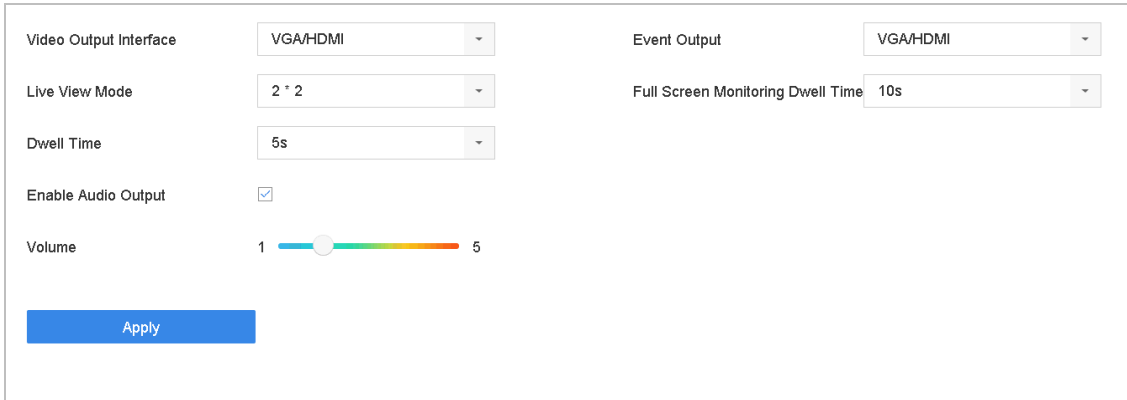 Video Output Interface VGA/HDMI Event Output VGA/HDMI
Live View Mode 2 * 2 Full Screen Monitoring Dwell Time 10s
Dwell Time 5s
Enable Audio Output
Volume 1 5
Apply